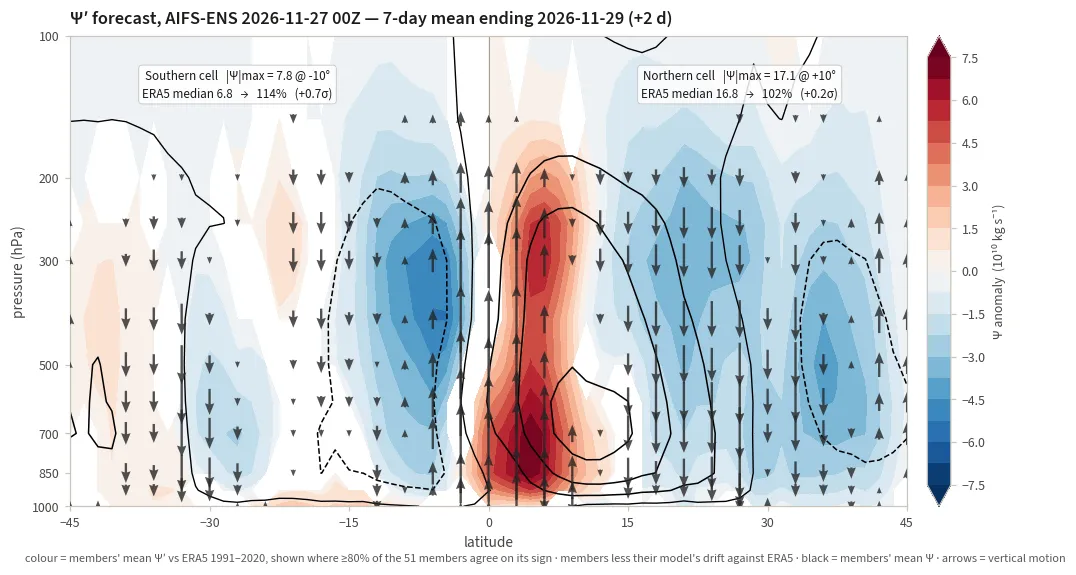 Ψ′ forecast, AIFS-ENS 2026-11-27 00Z — 7-day mean ending 2026-11-29 (+2 d)
Southern cell |Ψ|max = 7.8 @ -10°
ERA5 median 6.8 → 114% (+0.7σ)
Northern cell |Ψ|max = 17.1 @ +10°
ERA5 median 16.8 → 102% (+0.2σ)
100
200
300
500
700
850
1000
pressure (hPa)
−45
−30
−15
0
15
30
45
latitude
7.5
6.0
4.5
3.0
1.5
0.0
−1.5
−3.0
−4.5
−6.0
−7.5
Ψ anomaly (10¹⁰ kg s⁻¹)
colour = members' mean Ψ′ vs ERA5 1991–2020, shown where ≥80% of the 51 members agree on its sign · members less their model's drift against ERA5 · black = members' mean Ψ · arrows = vertical motion